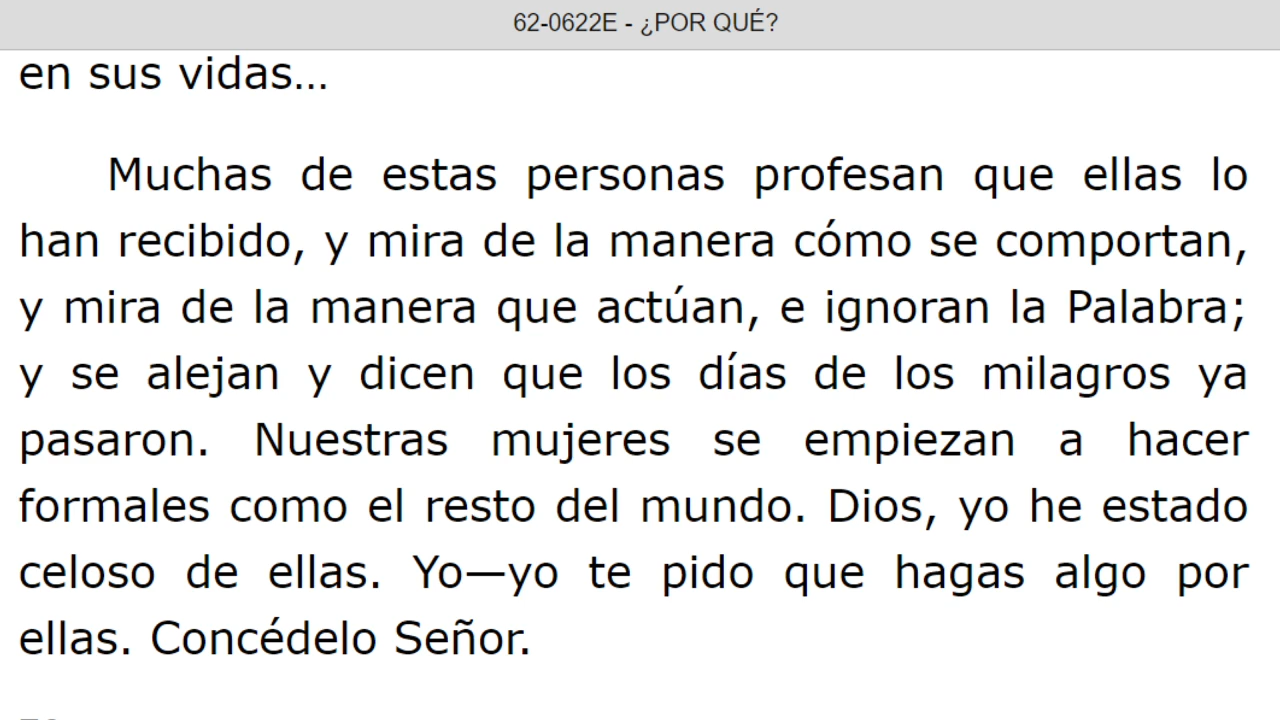 62-0622E - ¿POR QUÉ?
en sus vidas…
Muchas de estas personas profesan que ellas lo
han recibido, y mira de la manera cómo se comportan,
y mira de la manera que actúan, e ignoran la Palabra;
y se alejan y dicen que los días de los milagros ya
pasaron. Nuestras mujeres se empiezan a hacer
formales como el resto del mundo. Dios, yo he estado
celoso de ellas. Yo—yo te pido que hagas algo por
ellas. Concédelo Señor.